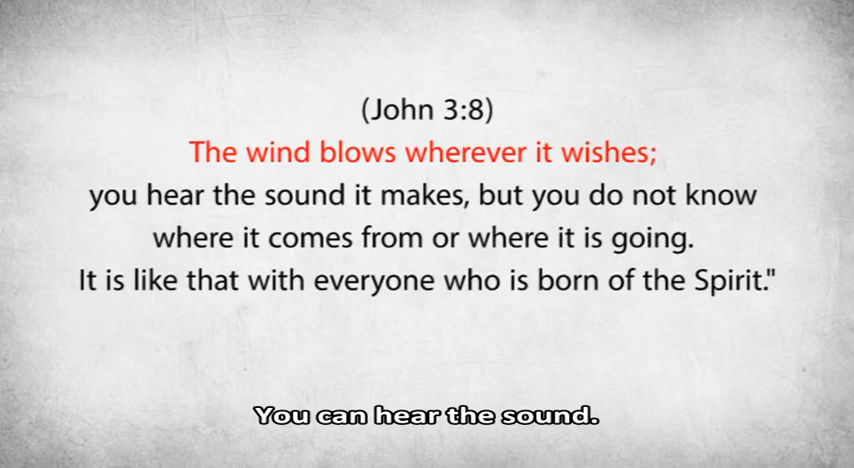 (John 3:8)
The wind blows wherever it wishes;
you hear the sound it makes, but you do not know
where it comes from or where it is going.
It is like that with everyone who is born of the Spirit."
You can hear the sound.